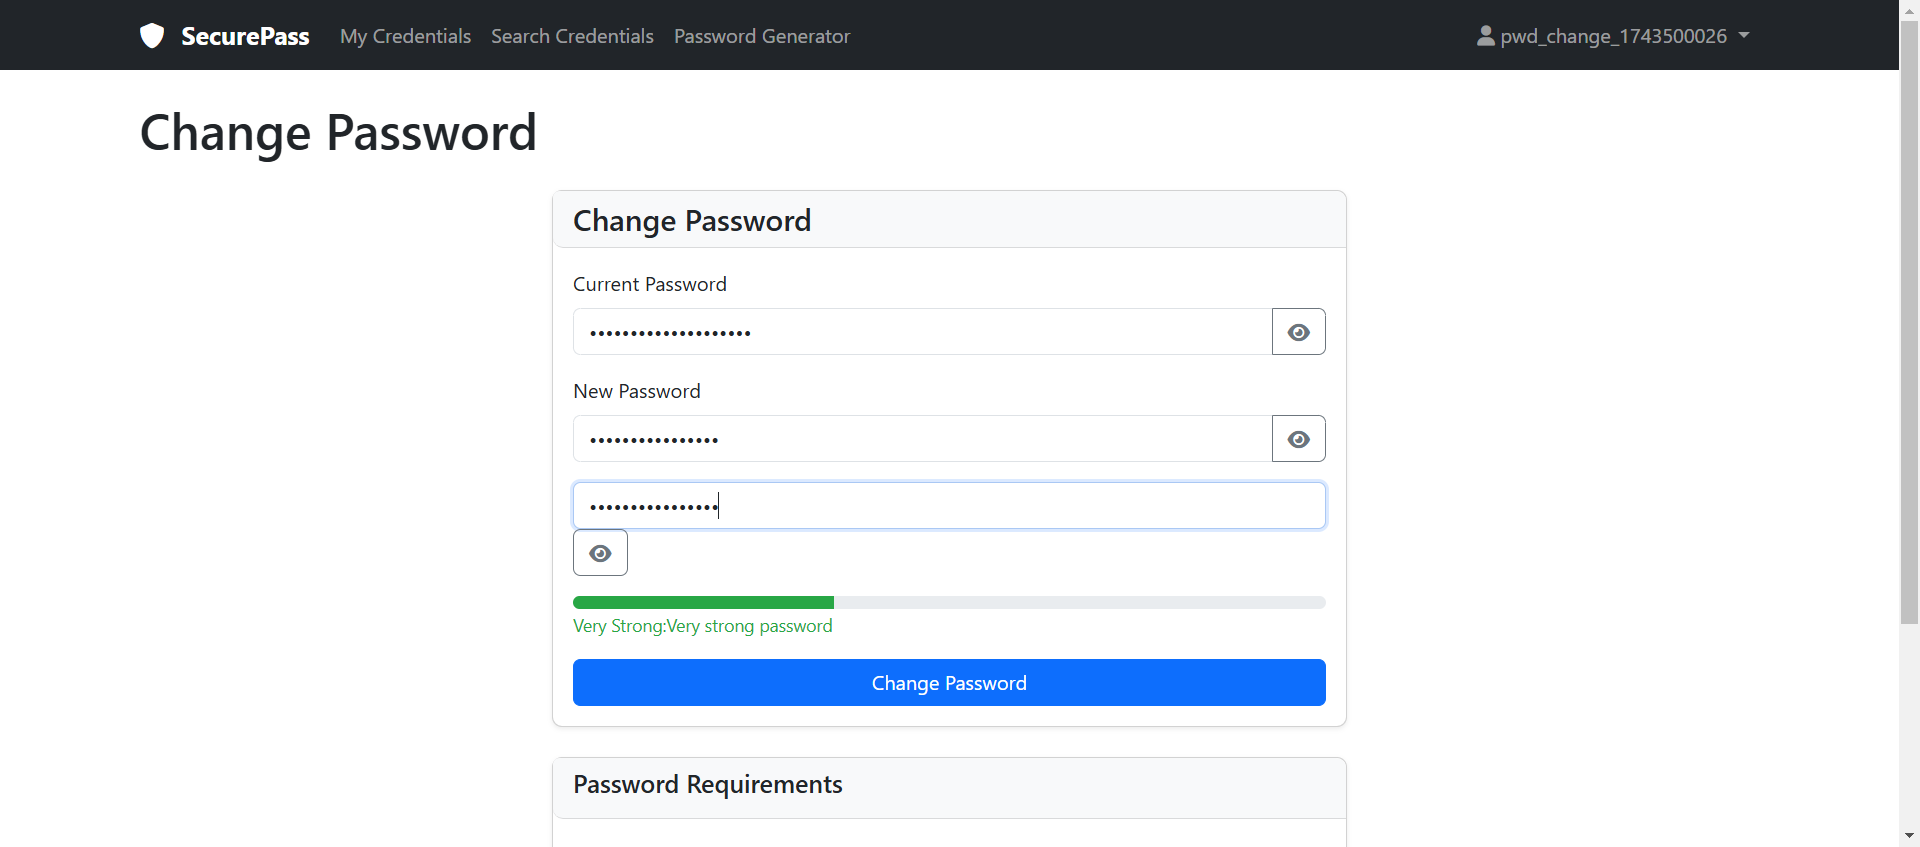 SecurePass My Credentials Search Credentials Password Generator pwd_change_1743500026
Change Password
Change Password
Current Password
••••••••••••••••••••
New Password
••••••••••••••••
••••••••••••••••
Very Strong:Very strong password
Change Password
Password Requirements